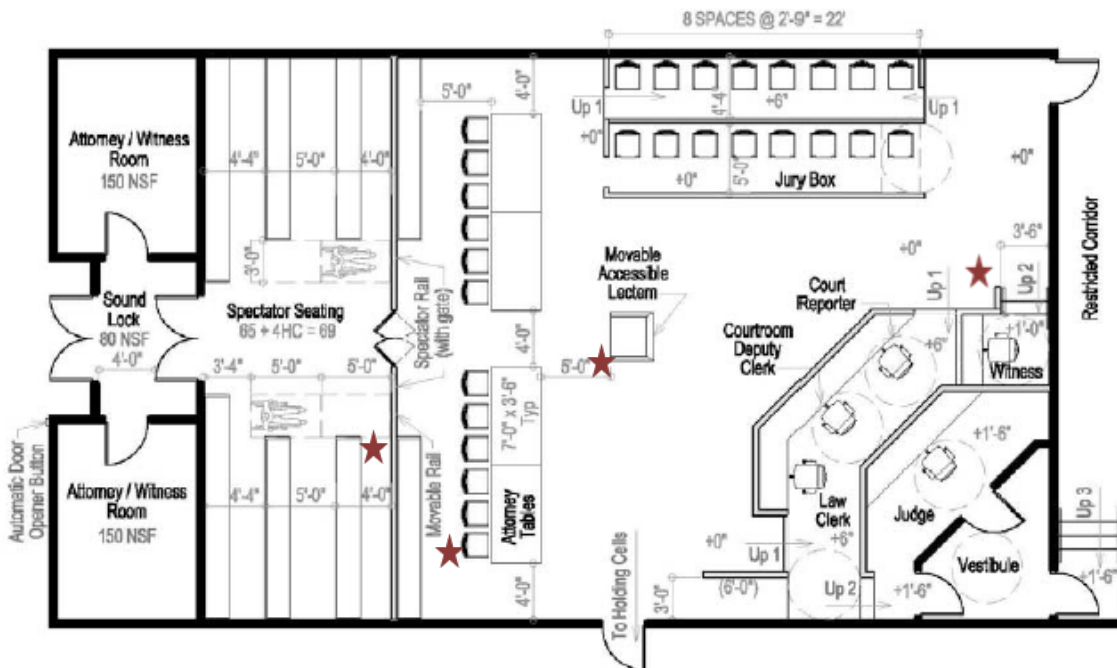 8 SPACES @ 2'-9" = 22'
Attorney / Witness
Room
150 NSF
4'-4"
5'-0"
4'-0"
5'-0"
4'-0"
Up 1
4'-4"
+6"
Up 1
+0"
+0"
5'-0"
Jury Box
+0"
3'-0"
Sound
Lock
80 NSF
4'-0"
Spectator Seating
65 + 4HC = 69
Spectator Rail
(with gate)
Movable
Accessible
Lectern
4'-0"
5'-0"
+0"
3'-6"
Up 1
Up 2
Court
Reporter
Courtroom
Deputy
Clerk
+6"
+1'-0"
Witness
Restricted Corridor
3'-4"
5'-0"
5'-0"
7'-0" x 3'-6"
Typ
Automatic Door
Opener Button
Attorney / Witness
Room
150 NSF
4'-4"
5'-0"
4'-0"
Movable Rail
Attorney
Tables
4'-0"
+1'-6"
Judge
Law
Clerk
+6"
+0"
Up 1
Up 3
Vestibule
+1'-6"
To Holding Cells
3'-0"
(6'-0")
Up 2
+1'-6"